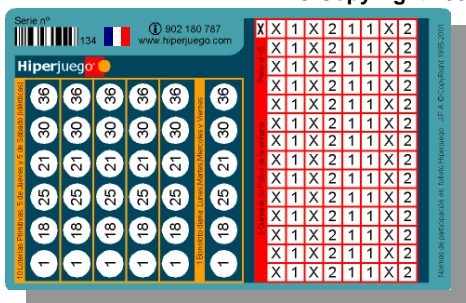 Serie nº
134
902 180 787
www.hiperjuego.com
Hiperjuego
10 Loterias Primitivas: 5 de Jueves y 5 de Sábado (idénticas)
36 36 36 36 36 36
30 30 30 30 30 30
21 21 21 21 21 21
25 25 25 25 25 25
18 18 18 18 18 18
1 1 1 1 1 1
1 Bonoloto diaria: Lunes, Martes, Miercoles y Viernes
Pleno al 15
8 Quinielas de Fútbol de la semana
X X 1 X 2 1 1 X 2
X 1 X 2 1 1 X 2
X 1 X 2 1 1 X 2
X 1 X 2 1 1 X 2
X 1 X 2 1 1 X 2
X 1 X 2 1 1 X 2
X 1 X 2 1 1 X 2
X 1 X 2 1 1 X 2
X 1 X 2 1 1 X 2
X 1 X 2 1 1 X 2
X 1 X 2 1 1 X 2
X 1 X 2 1 1 X 2
X 1 X 2 1 1 X 2
X 1 X 2 1 1 X 2
X 1 X 2 1 1 X 2
Normas de participación es: folleto Hiperjuego J.F.A. © CopyRight 1995-2001